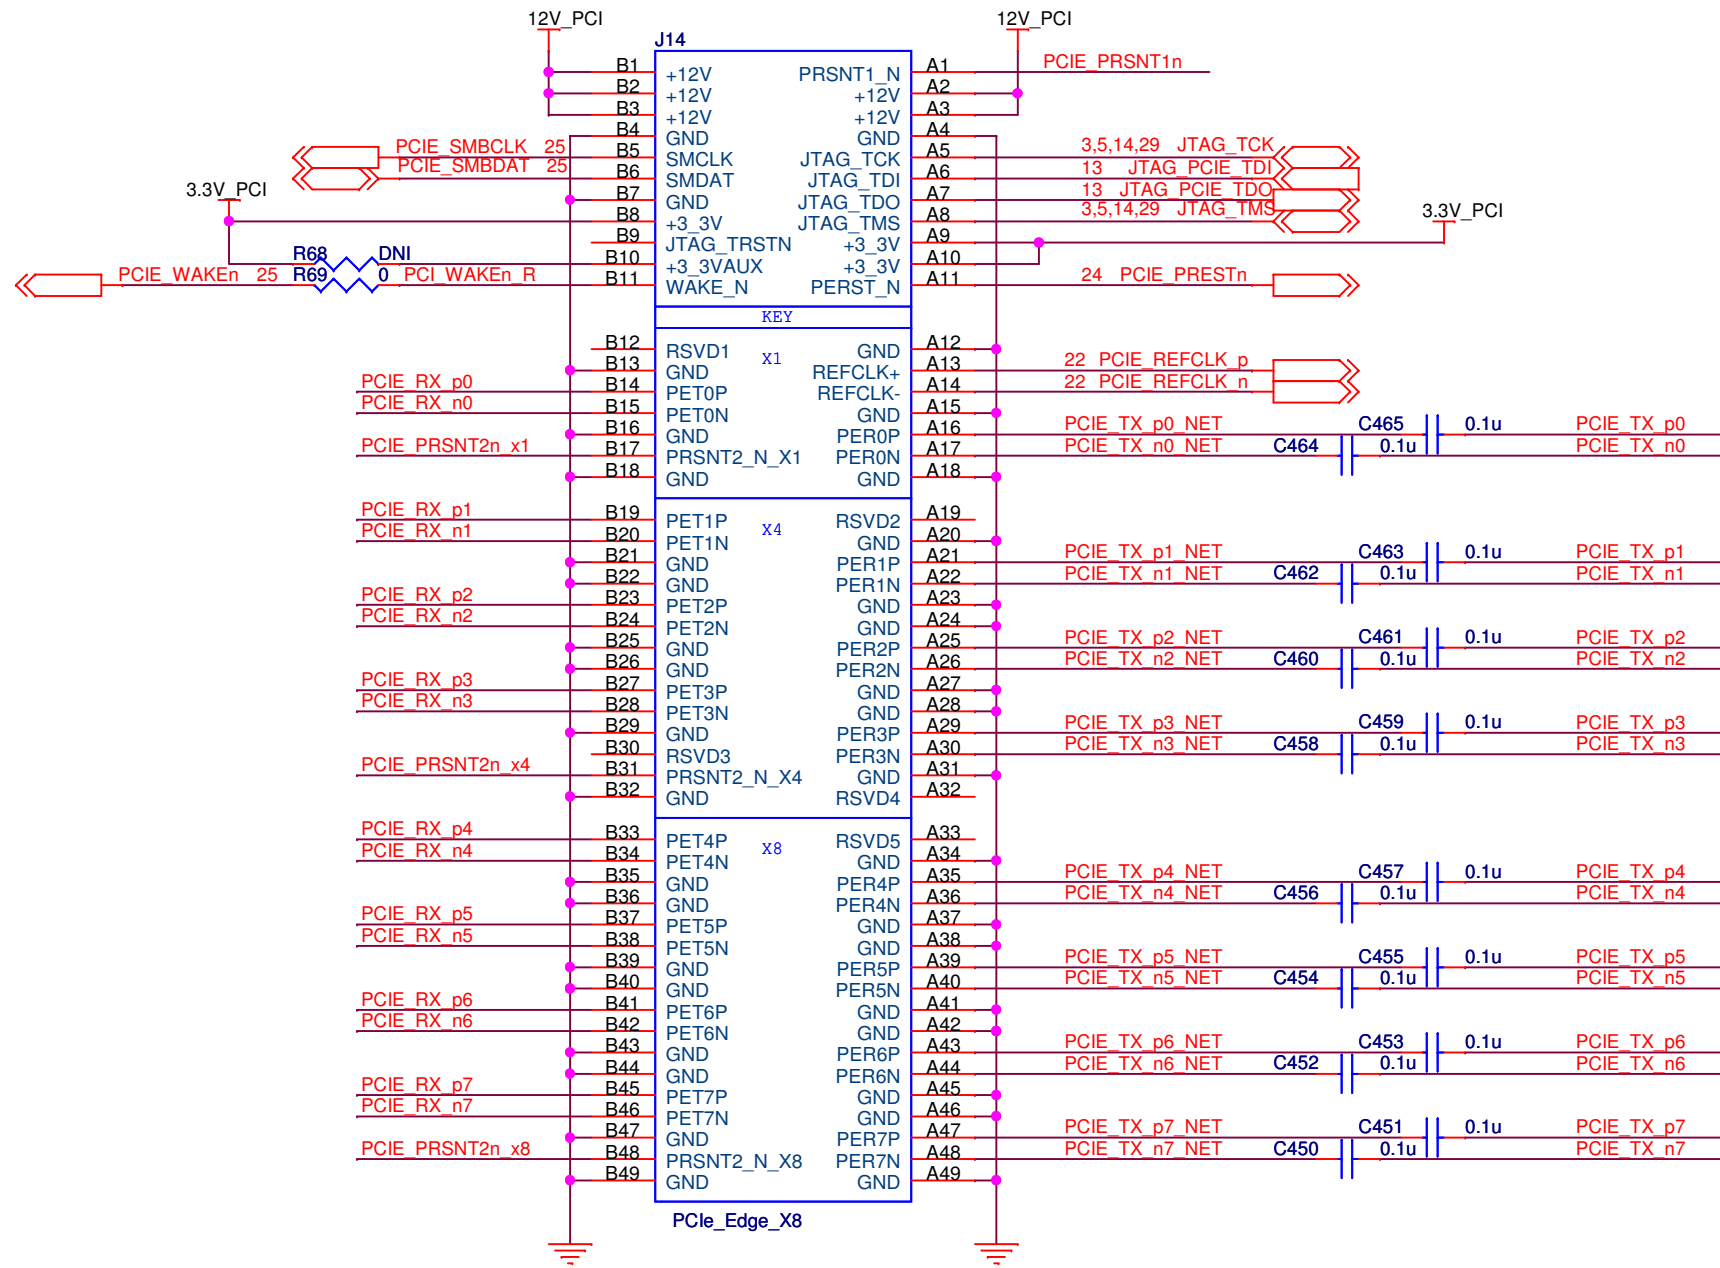 12V_PCI 12V_PCI
J14
B1 +12V PRSNT1_N A1 PCIE_PRSNT1n
B2 +12V +12V A2
B3 +12V +12V A3
B4 GND GND A4
PCIE_SMBCLK 25 B5 SMCLK JTAG_TCK A5 3,5,14,29 JTAG_TCK
PCIE_SMBDAT 25 B6 SMDAT JTAG_TDI A6 13 JTAG_PCIE_TDI
3.3V_PCI B7 GND JTAG_TDO A7 13 JTAG_PCIE_TDO
B8 +3_3V JTAG_TMS A8 3,5,14,29 JTAG_TMS 3.3V_PCI
B9 JTAG_TRSTN +3_3V A9
R68 DNI B10 +3_3VAUX +3_3V A10
PCIE_WAKEn 25 R69 0 PCI_WAKEn_R B11 WAKE_N PERST_N A11 24 PCIE_PRESTn
KEY
B12 RSVD1 X1 GND A12
B13 GND REFCLK+ A13 22 PCIE_REFCLK_p
PCIE_RX_p0 B14 PET0P REFCLK- A14 22 PCIE_REFCLK_n
PCIE_RX_n0 B15 PET0N GND A15
B16 GND PER0P A16 PCIE_TX_p0_NET C465 0.1u PCIE_TX_p0
PCIE_PRSNT2n_x1 B17 PRSNT2_N_X1 PER0N A17 PCIE_TX_n0_NET C464 0.1u PCIE_TX_n0
B18 GND GND A18
PCIE_RX_p1 B19 PET1P X4 RSVD2 A19
PCIE_RX_n1 B20 PET1N GND A20
B21 GND PER1P A21 PCIE_TX_p1_NET C463 0.1u PCIE_TX_p1
B22 GND PER1N A22 PCIE_TX_n1_NET C462 0.1u PCIE_TX_n1
PCIE_RX_p2 B23 PET2P GND A23
PCIE_RX_n2 B24 PET2N GND A24
B25 GND PER2P A25 PCIE_TX_p2_NET C461 0.1u PCIE_TX_p2
B26 GND PER2N A26 PCIE_TX_n2_NET C460 0.1u PCIE_TX_n2
PCIE_RX_p3 B27 PET3P GND A27
PCIE_RX_n3 B28 PET3N GND A28
B29 GND PER3P A29 PCIE_TX_p3_NET C459 0.1u PCIE_TX_p3
B30 RSVD3 PER3N A30 PCIE_TX_n3_NET C458 0.1u PCIE_TX_n3
PCIE_PRSNT2n_x4 B31 PRSNT2_N_X4 GND A31
B32 GND RSVD4 A32
PCIE_RX_p4 B33 PET4P X8 RSVD5 A33
PCIE_RX_n4 B34 PET4N GND A34
B35 GND PER4P A35 PCIE_TX_p4_NET C457 0.1u PCIE_TX_p4
B36 GND PER4N A36 PCIE_TX_n4_NET C456 0.1u PCIE_TX_n4
PCIE_RX_p5 B37 PET5P GND A37
PCIE_RX_n5 B38 PET5N GND A38
B39 GND PER5P A39 PCIE_TX_p5_NET C455 0.1u PCIE_TX_p5
B40 GND PER5N A40 PCIE_TX_n5_NET C454 0.1u PCIE_TX_n5
PCIE_RX_p6 B41 PET6P GND A41
PCIE_RX_n6 B42 PET6N GND A42
B43 GND PER6P A43 PCIE_TX_p6_NET C453 0.1u PCIE_TX_p6
B44 GND PER6N A44 PCIE_TX_n6_NET C452 0.1u PCIE_TX_n6
PCIE_RX_p7 B45 PET7P GND A45
PCIE_RX_n7 B46 PET7N GND A46
B47 GND PER7P A47 PCIE_TX_p7_NET C451 0.1u PCIE_TX_p7
PCIE_PRSNT2n_x8 B48 PRSNT2_N_X8 PER7N A48 PCIE_TX_n7_NET C450 0.1u PCIE_TX_n7
B49 GND GND A49
PCIe_Edge_X8